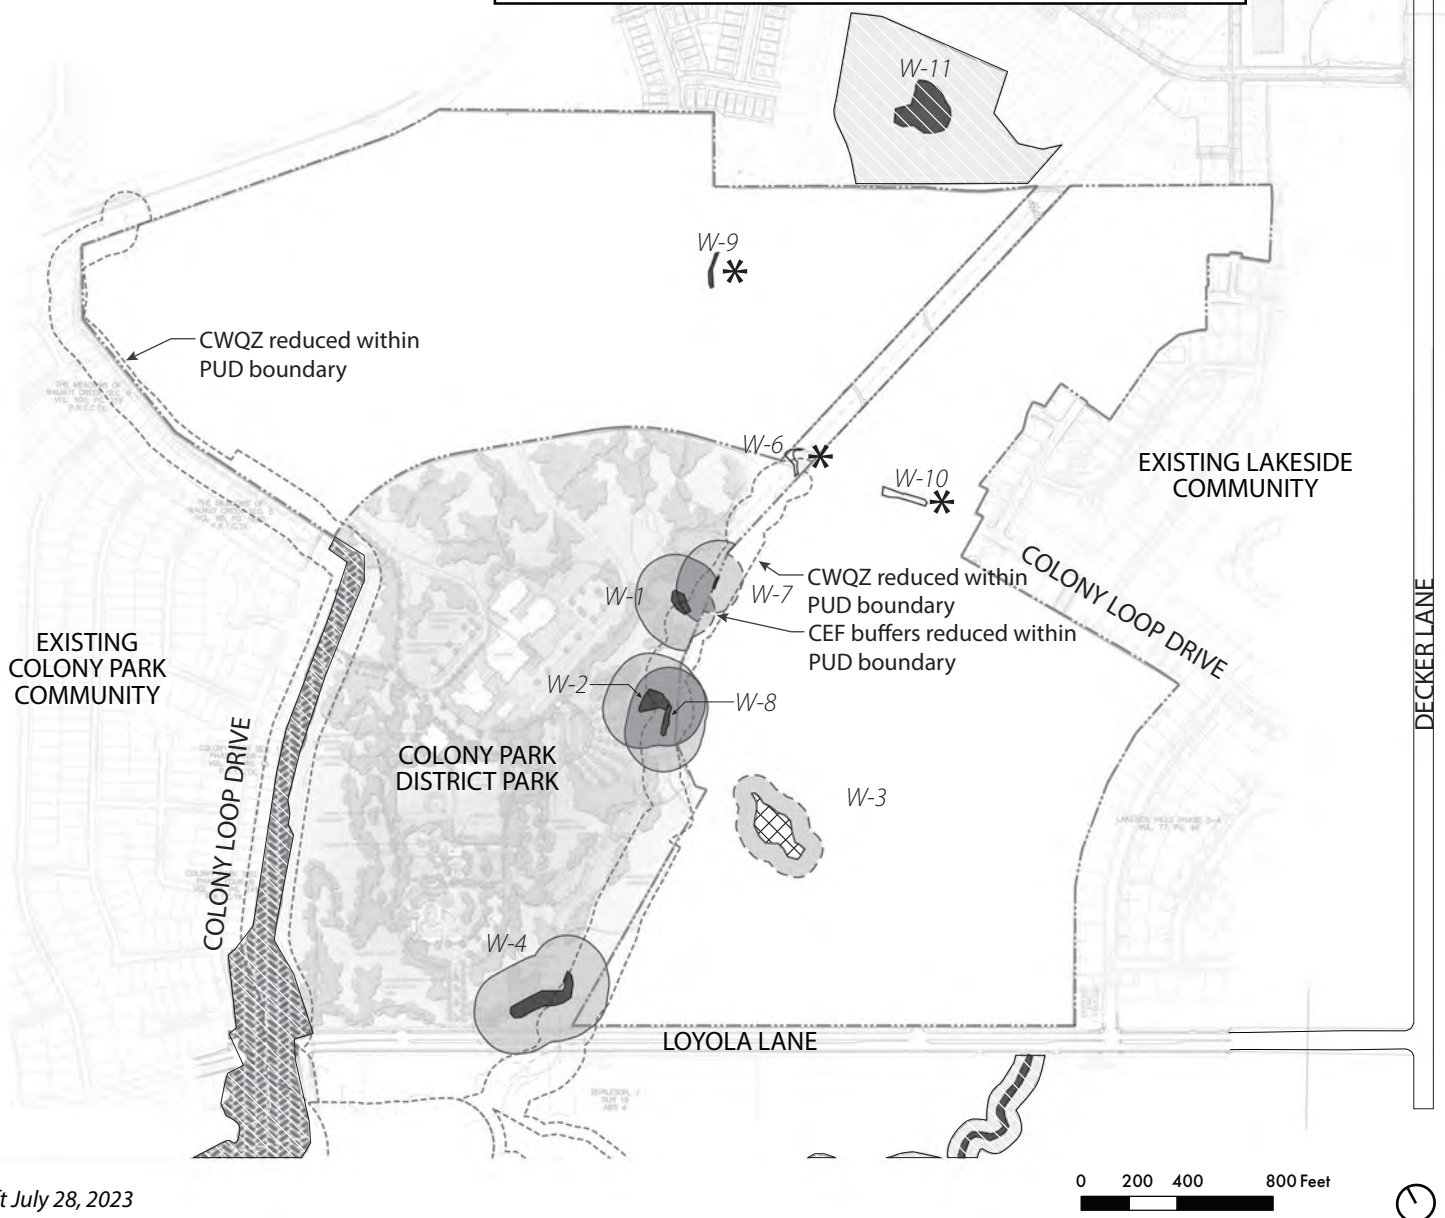 W-11
W-9
CWQZ reduced within
PUD boundary
W-6
W-10
EXISTING LAKESIDE
COMMUNITY
COLONY LOOP DRIVE
W-1
W-7
CWQZ reduced within
PUD boundary
CEF buffers reduced within
PUD boundary
EXISTING
COLONY PARK
COMMUNITY
DECKER LANE
W-2
W-8
COLONY PARK
DISTRICT PARK
COLONY LOOP DRIVE
W-3
W-4
LOYOLA LANE
0 200 400 800 Feet
July 28, 2023